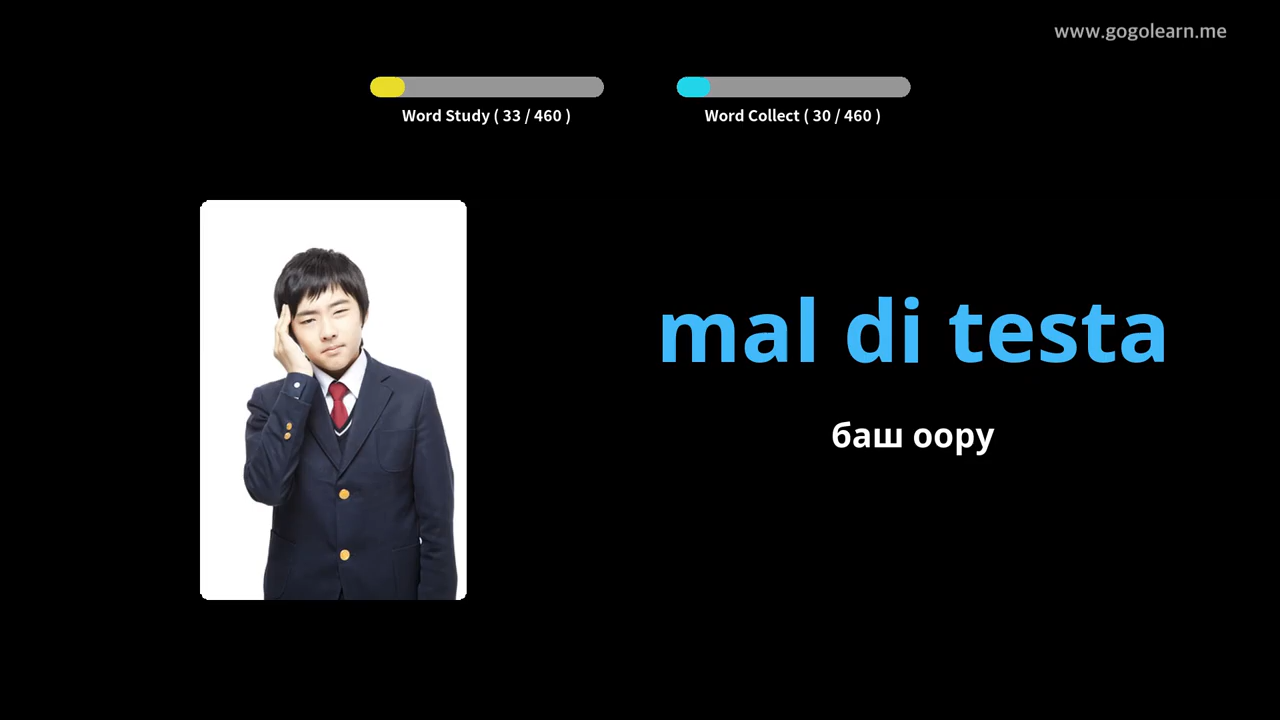 www.gogolearn.me
Word Study ( 33 / 460 )
Word Collect ( 30 / 460 )
mal di testa
баш оору